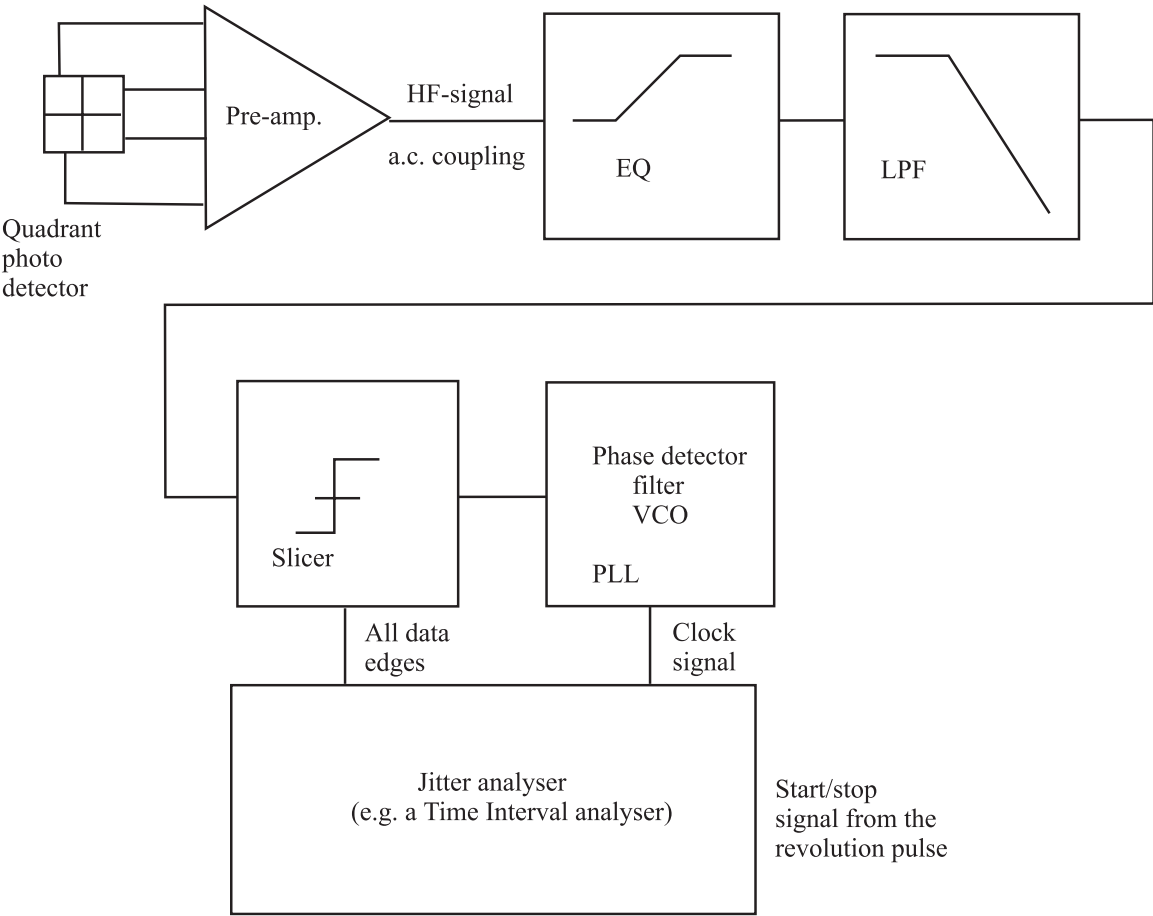 Pre-amp.
HF-signal
a.c. coupling
EQ
LPF
Quadrant
photo
detector
Slicer
Phase detector
filter
VCO
PLL
All data
edges
Clock
signal
Jitter analyser
(e.g. a Time Interval analyser)
Start/stop
signal from the
revolution pulse